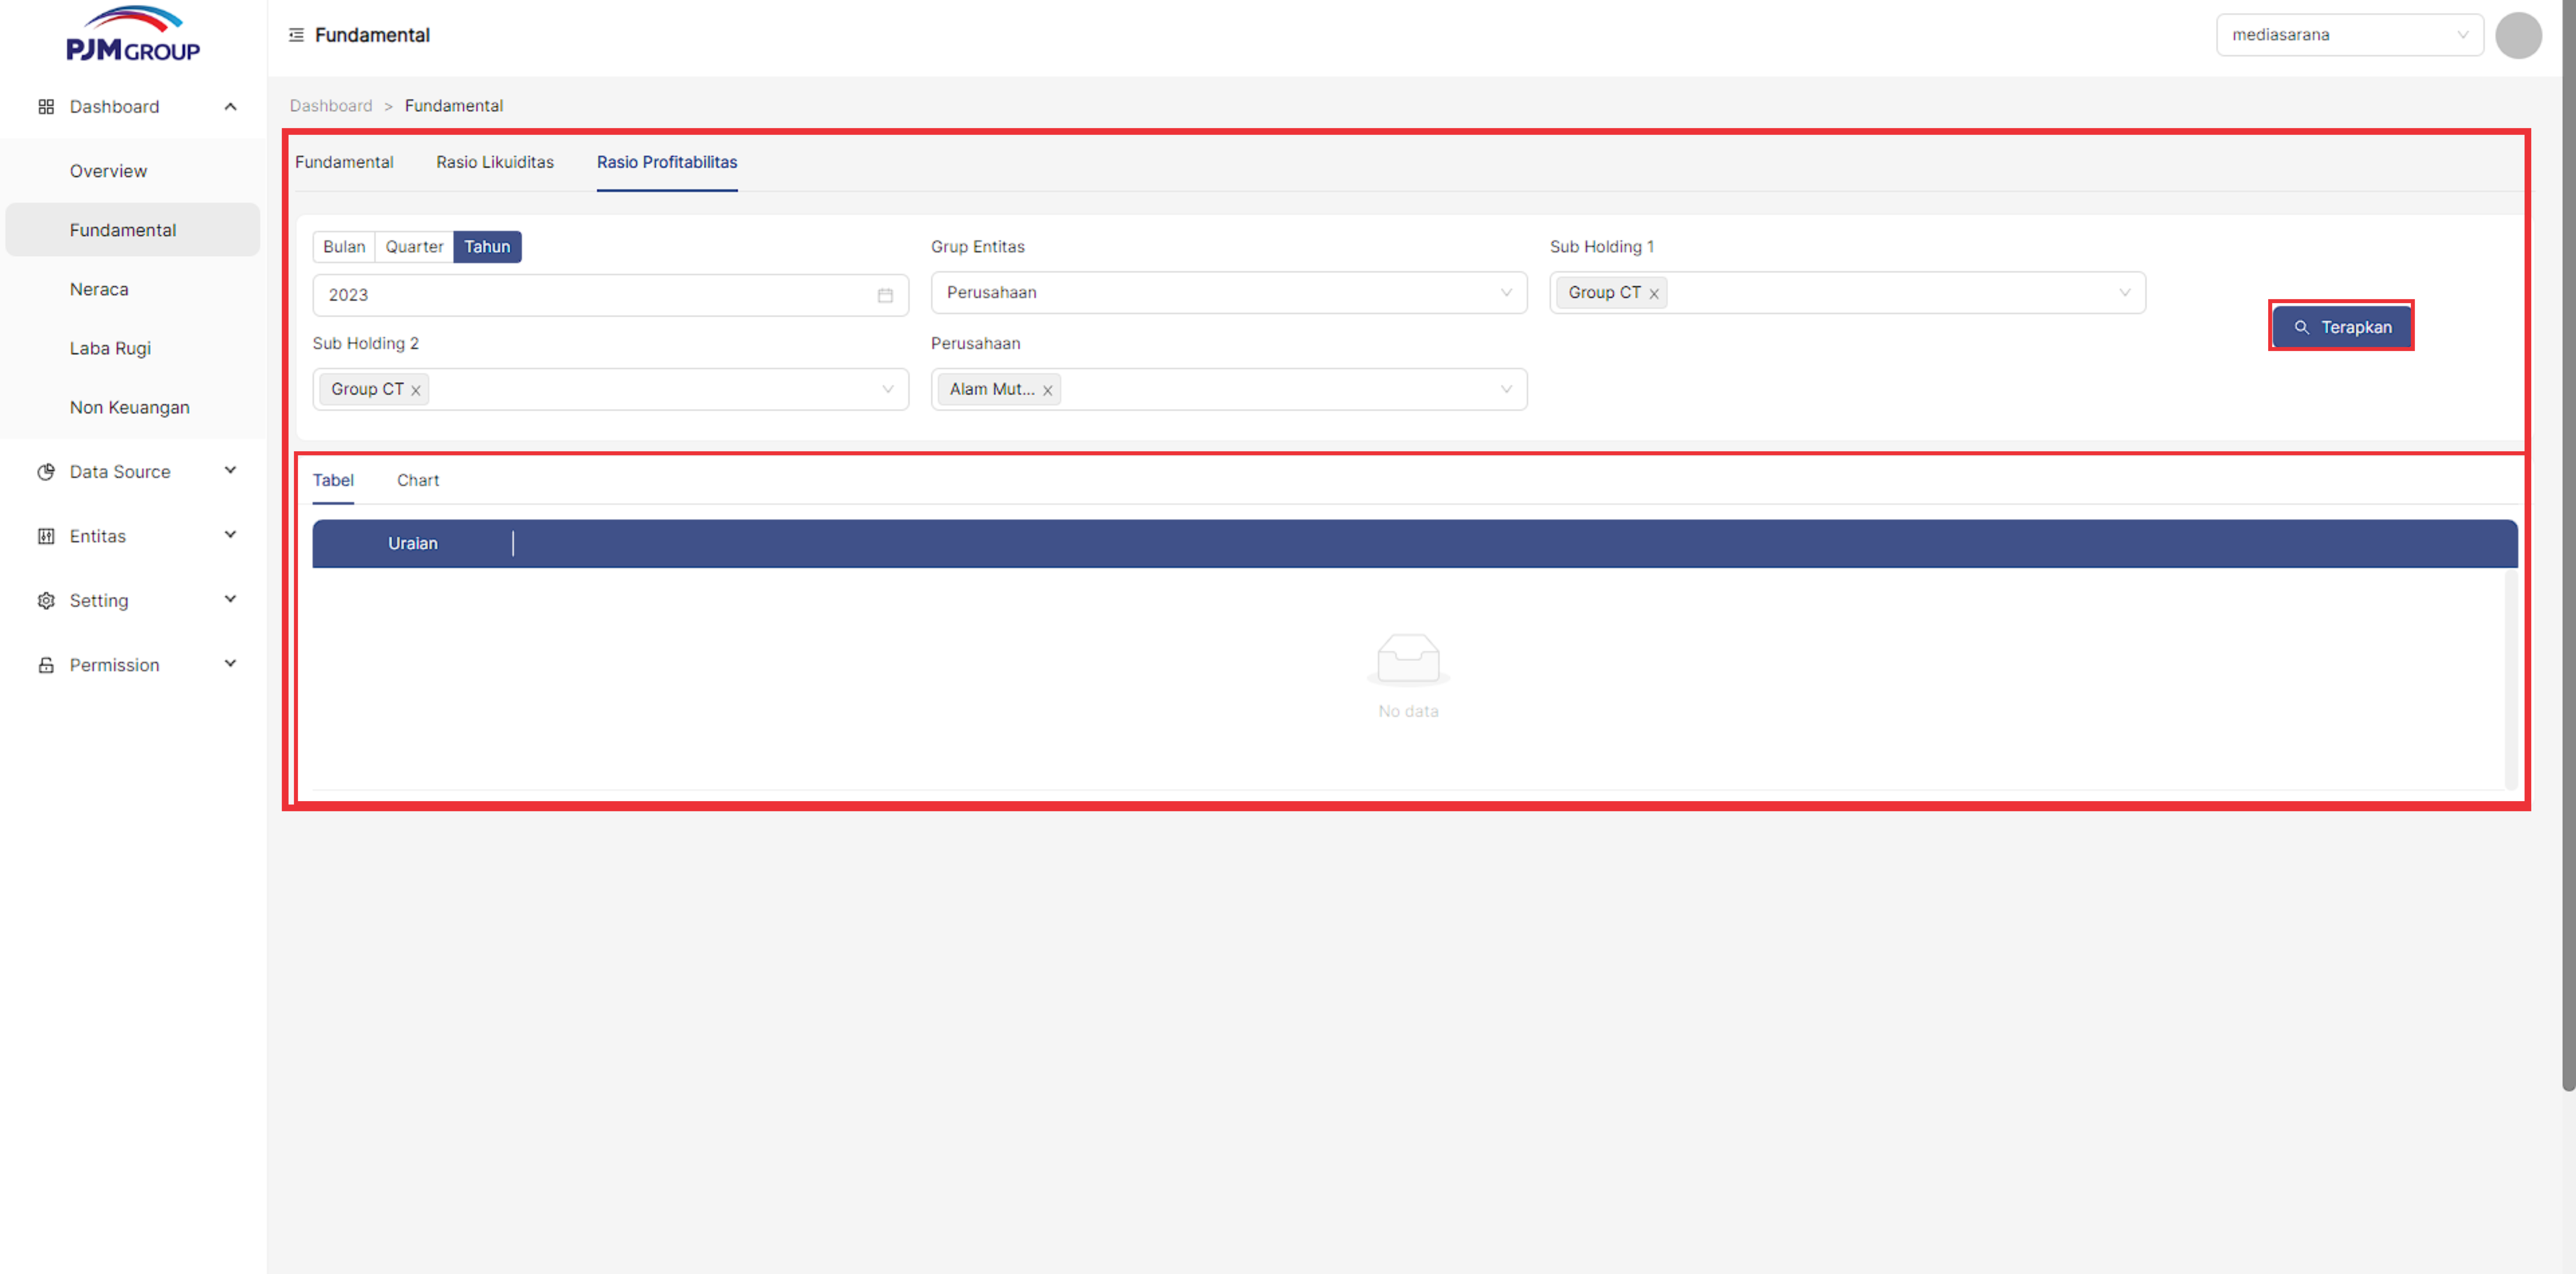 PJM GROUP
Fundamental
mediasarana
Dashboard
Overview
Fundamental
Neraca
Laba Rugi
Non Keuangan
Data Source
Entitas
Setting
Permission
Dashboard > Fundamental
Fundamental Rasio Likuiditas Rasio Profitabilitas
Bulan Quarter Tahun
2023
Grup Entitas
Perusahaan
Sub Holding 1
Group CT
Sub Holding 2
Group CT
Perusahaan
Alam Mut...
Terapkan
Tabel Chart
Uraian
No data